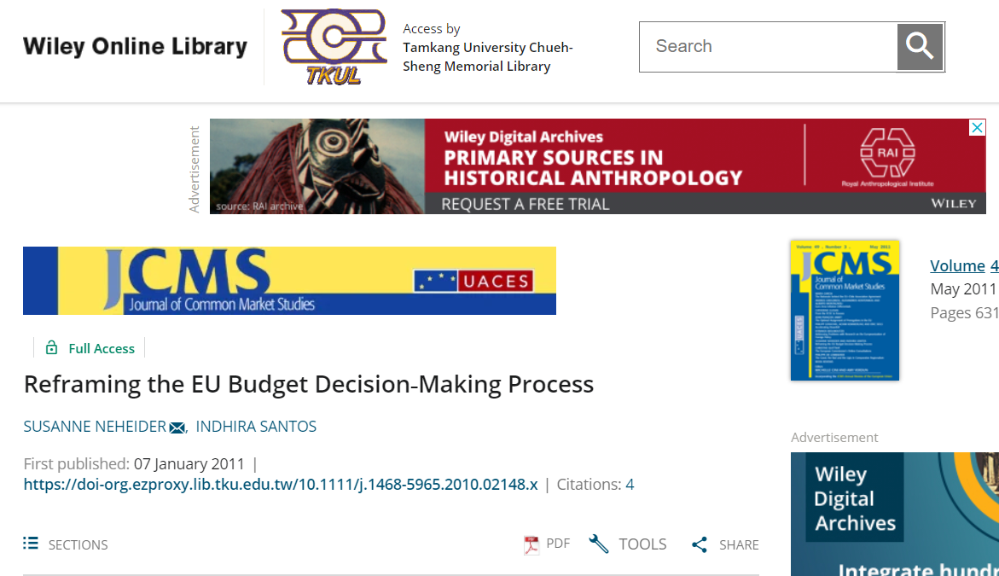 Wiley Online Library
TKUL
Access by
Tamkang University Chueh-
Sheng Memorial Library
Search
Advertisement
source: RAI archive
Wiley Digital Archives
PRIMARY SOURCES IN
HISTORICAL ANTHROPOLOGY
REQUEST A FREE TRIAL
RAI
Royal Anthropological Institute
WILEY
JCMS
Journal of Common Market Studies
UACES
Volume 49, Number 3, May 2011
JCMS
Journal of
Common Market Studies
UACES
Volume 4
May 2011
Pages 631
Full Access
Reframing the EU Budget Decision-Making Process
SUSANNE NEHEIDER, INDHIRA SANTOS
First published: 07 January 2011 |
https://doi-org.ezproxy.lib.tku.edu.tw/10.1111/j.1468-5965.2010.02148.x | Citations: 4
SECTIONS
PDF
TOOLS
SHARE
Advertisement
Wiley
Digital
Archives
Integrate hundr